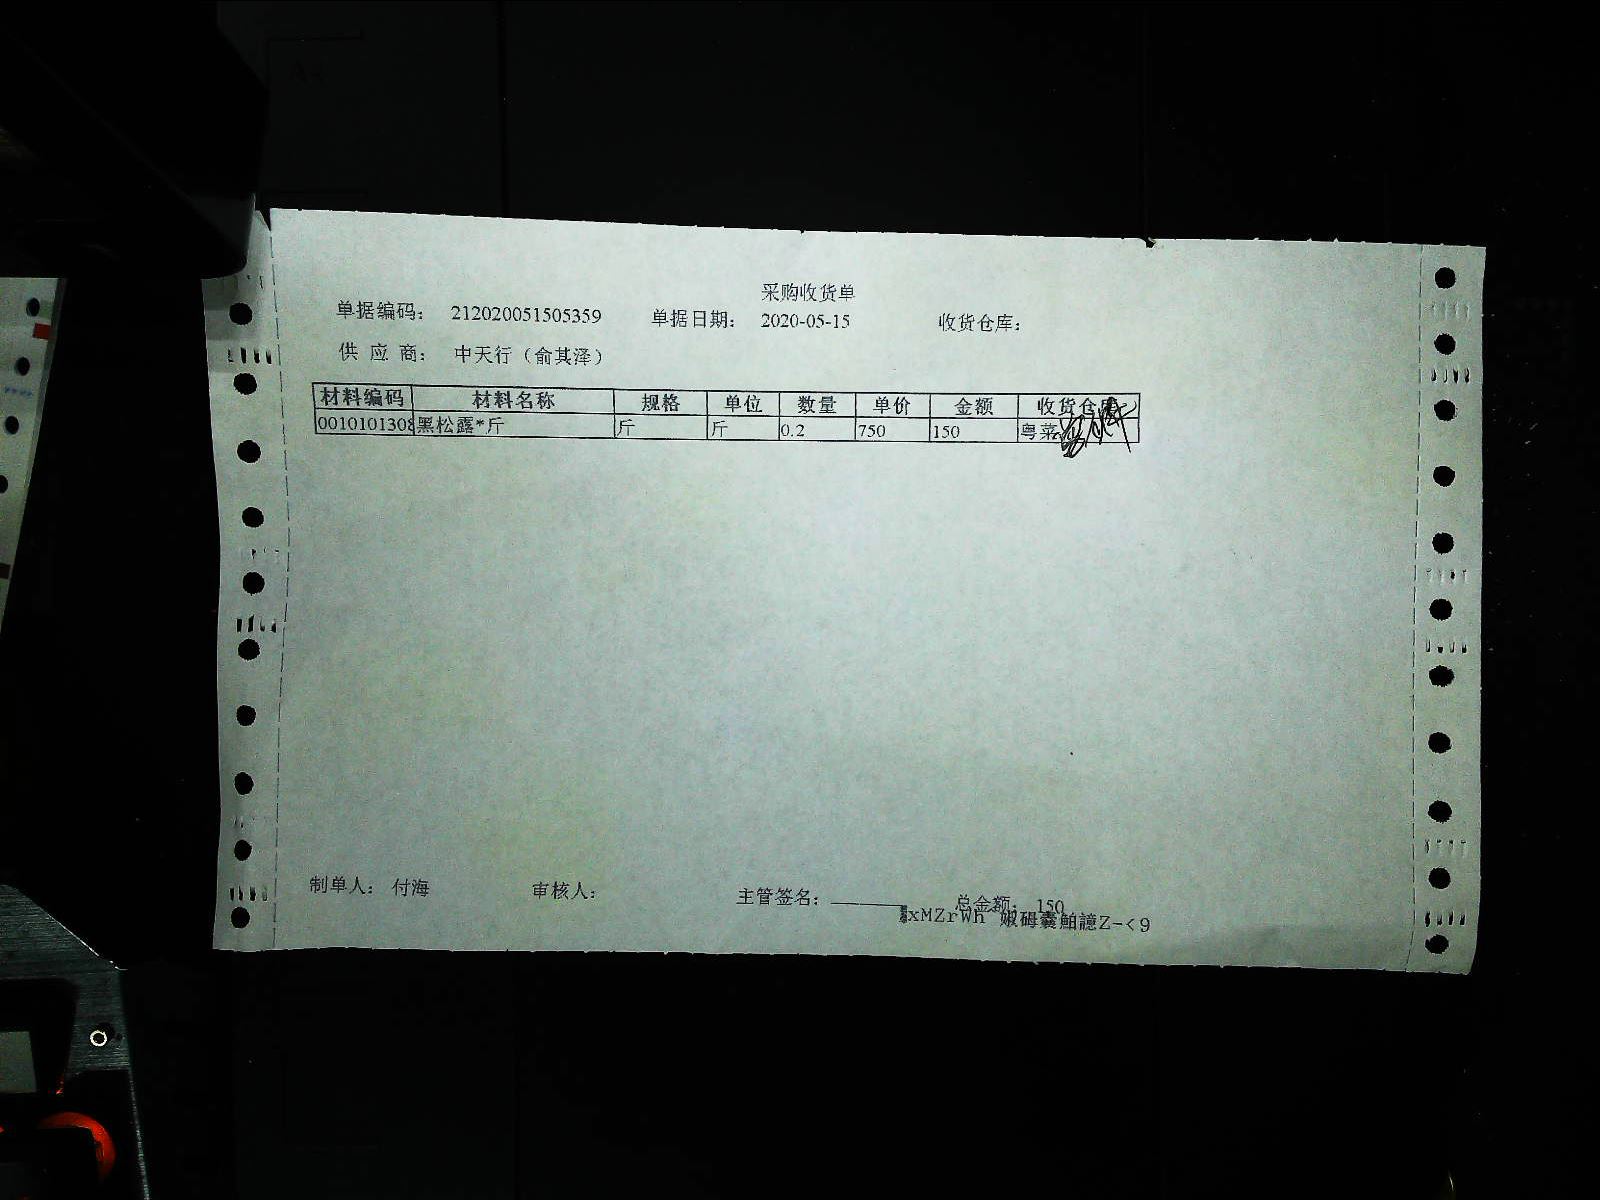 采购收货单
单据编码： 212020051505359 单据日期： 2020-05-15 收货仓库：
供 应 商： 中天行（俞其泽）
材料编码 材料名称 规格 单位 数量 单价 金额 收货仓库
0010101308 黑松露*斤 斤 斤 0.2 750 150 粤菜
制单人： 付海 审核人： 主管签名： 总金额： 150
xMZrWh Z-<9